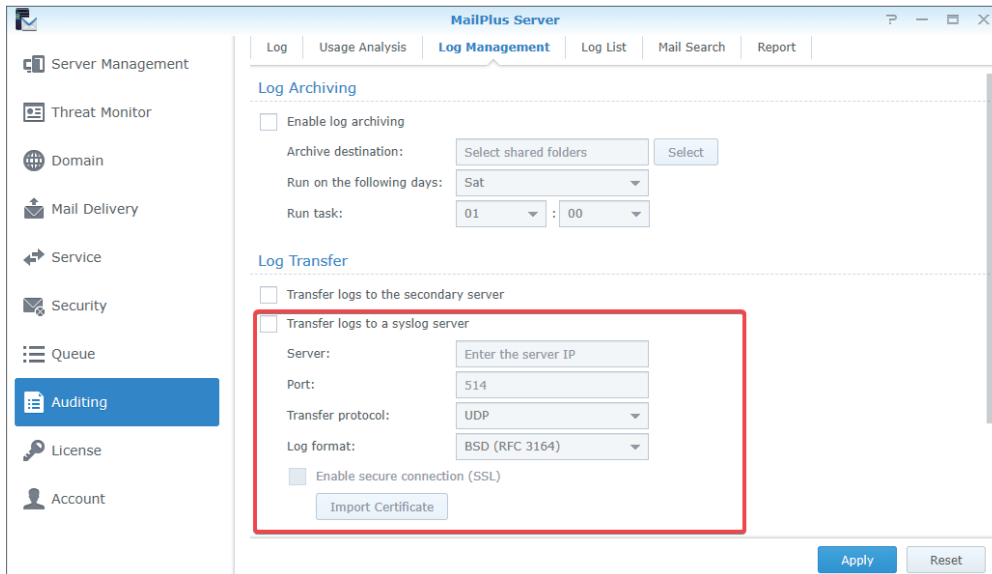 MailPlus Server
Server Management
Threat Monitor
Domain
Mail Delivery
Service
Security
Queue
Auditing
License
Account
Log Usage Analysis Log Management Log List Mail Search Report
Log Archiving
Enable log archiving
Archive destination: Select shared folders Select
Run on the following days: Sat
Run task: 01 : 00
Log Transfer
Transfer logs to the secondary server
Transfer logs to a syslog server
Server: Enter the server IP
Port: 514
Transfer protocol: UDP
Log format: BSD (RFC 3164)
Enable secure connection (SSL)
Import Certificate
Apply Reset